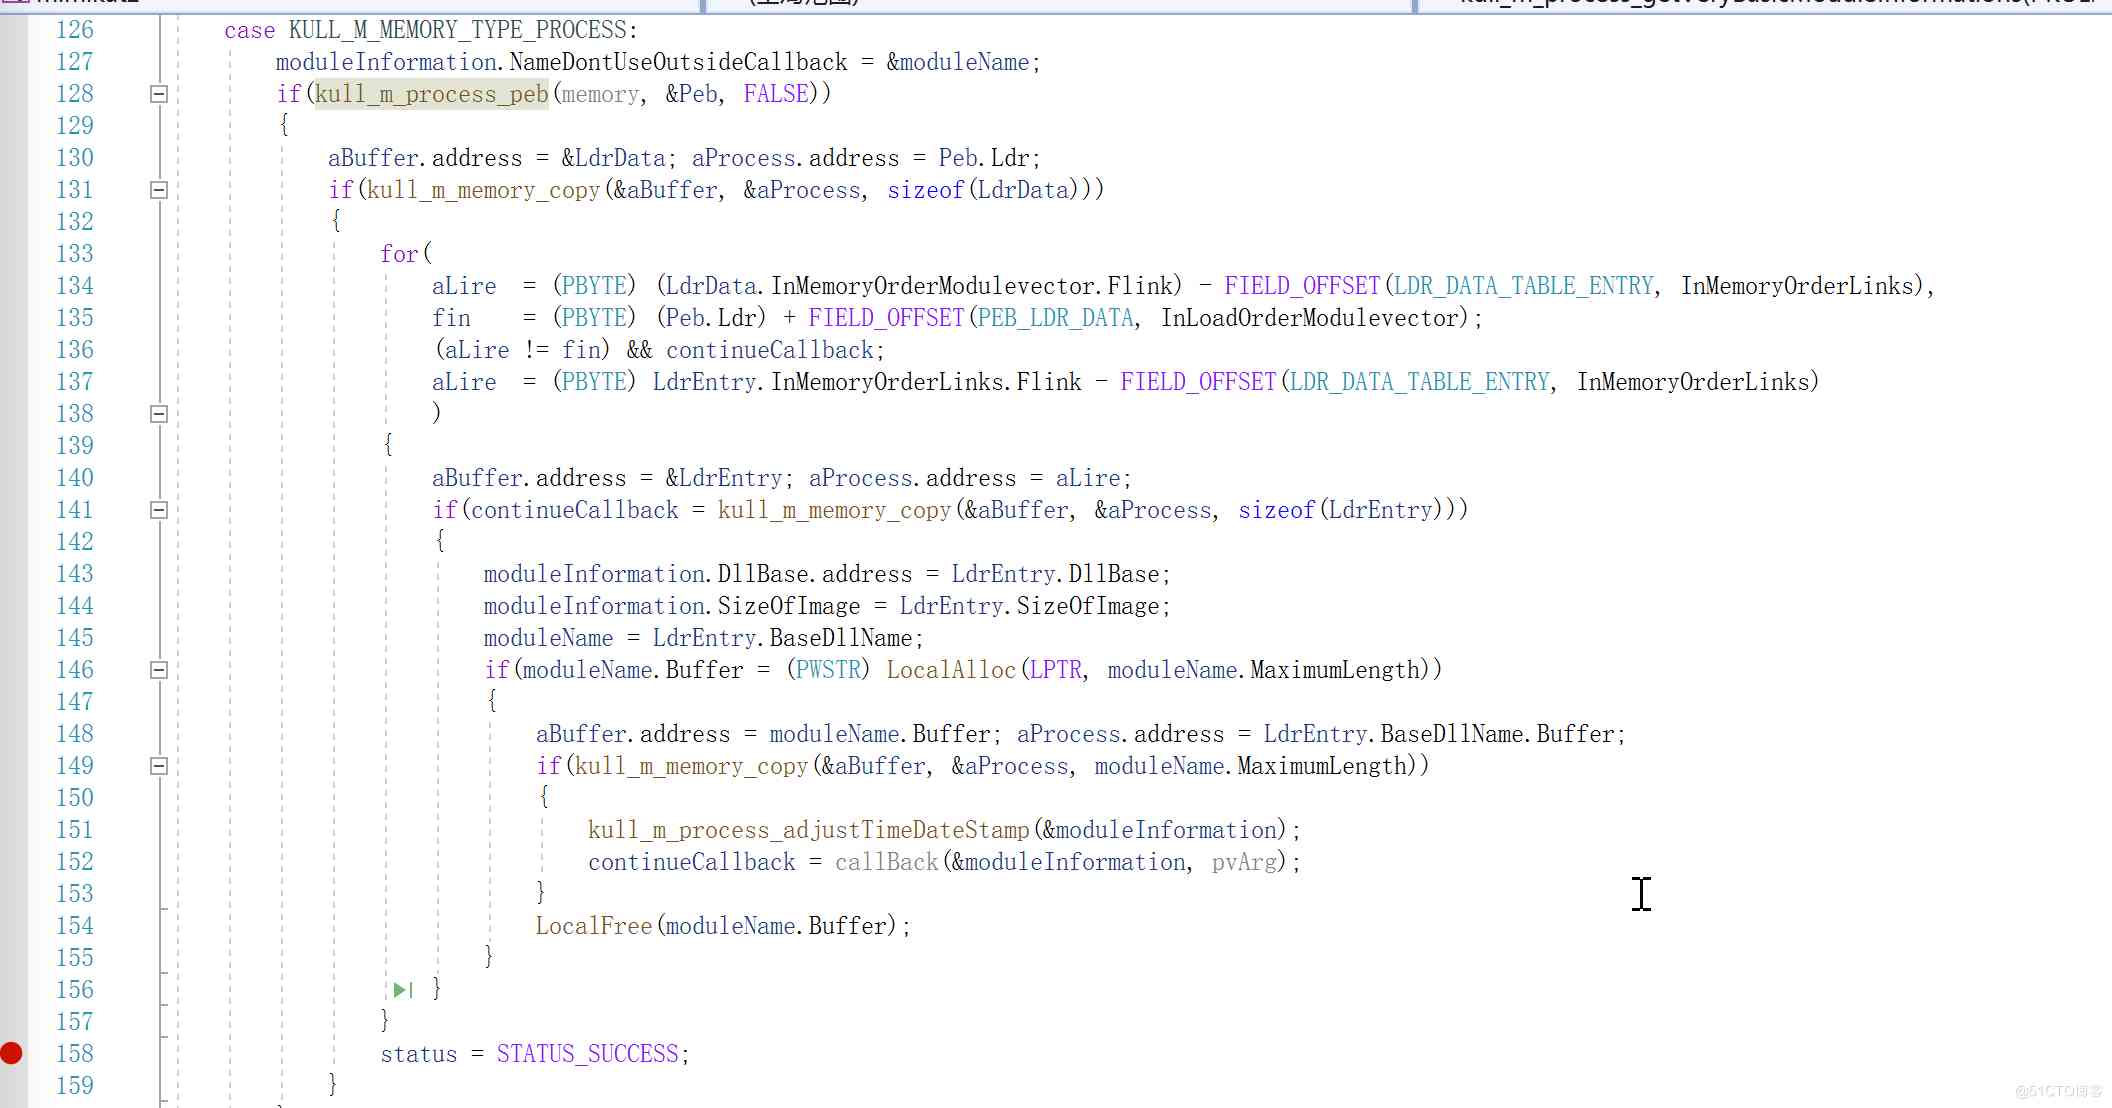 126 case KULL_M_MEMORY_TYPE_PROCESS:
127 moduleInformation.NameDontUseOutsideCallback = &moduleName;
128 if(kull_m_process_peb(memory, &Peb, FALSE))
129 {
130 aBuffer.address = &LdrData; aProcess.address = Peb.Ldr;
131 if(kull_m_memory_copy(&aBuffer, &aProcess, sizeof(LdrData)))
132 {
133 for(
134 aLire = (PBYTE) (LdrData.InMemoryOrderModulevector.Flink) - FIELD_OFFSET(LDR_DATA_TABLE_ENTRY, InMemoryOrderLinks),
135 fin = (PBYTE) (Peb.Ldr) + FIELD_OFFSET(PEB_LDR_DATA, InLoadOrderModulevector);
136 (aLire != fin) && continueCallback;
137 aLire = (PBYTE) LdrEntry.InMemoryOrderLinks.Flink - FIELD_OFFSET(LDR_DATA_TABLE_ENTRY, InMemoryOrderLinks)
138 )
139 {
140 aBuffer.address = &LdrEntry; aProcess.address = aLire;
141 if(continueCallback = kull_m_memory_copy(&aBuffer, &aProcess, sizeof(LdrEntry)))
142 {
143 moduleInformation.DllBase.address = LdrEntry.DllBase;
144 moduleInformation.SizeOfImage = LdrEntry.SizeOfImage;
145 moduleName = LdrEntry.BaseDllName;
146 if(moduleName.Buffer = (PWSTR) LocalAlloc(LPTR, moduleName.MaximumLength))
147 {
148 aBuffer.address = moduleName.Buffer; aProcess.address = LdrEntry.BaseDllName.Buffer;
149 if(kull_m_memory_copy(&aBuffer, &aProcess, moduleName.MaximumLength))
150 {
151 kull_m_process_adjustTimeDateStamp(&moduleInformation);
152 continueCallback = callBack(&moduleInformation, pvArg);
153 }
154 LocalFree(moduleName.Buffer);
155 }
156 }
157 }
158 status = STATUS_SUCCESS;
159 }
@51CTO博客